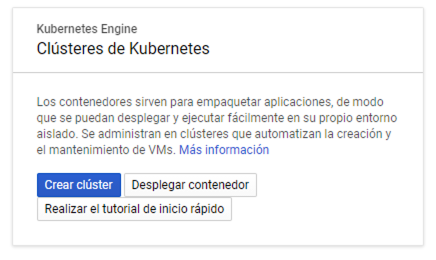 Kubernetes Engine
Clústeres de Kubernetes
Los contenedores sirven para empaquetar aplicaciones, de modo
que se puedan desplegar y ejecutar fácilmente en su propio entorno
aislado. Se administran en clústeres que automatizan la creación y
el mantenimiento de VMs. Más información
Crear clúster Desplegar contenedor
Realizar el tutorial de inicio rápido